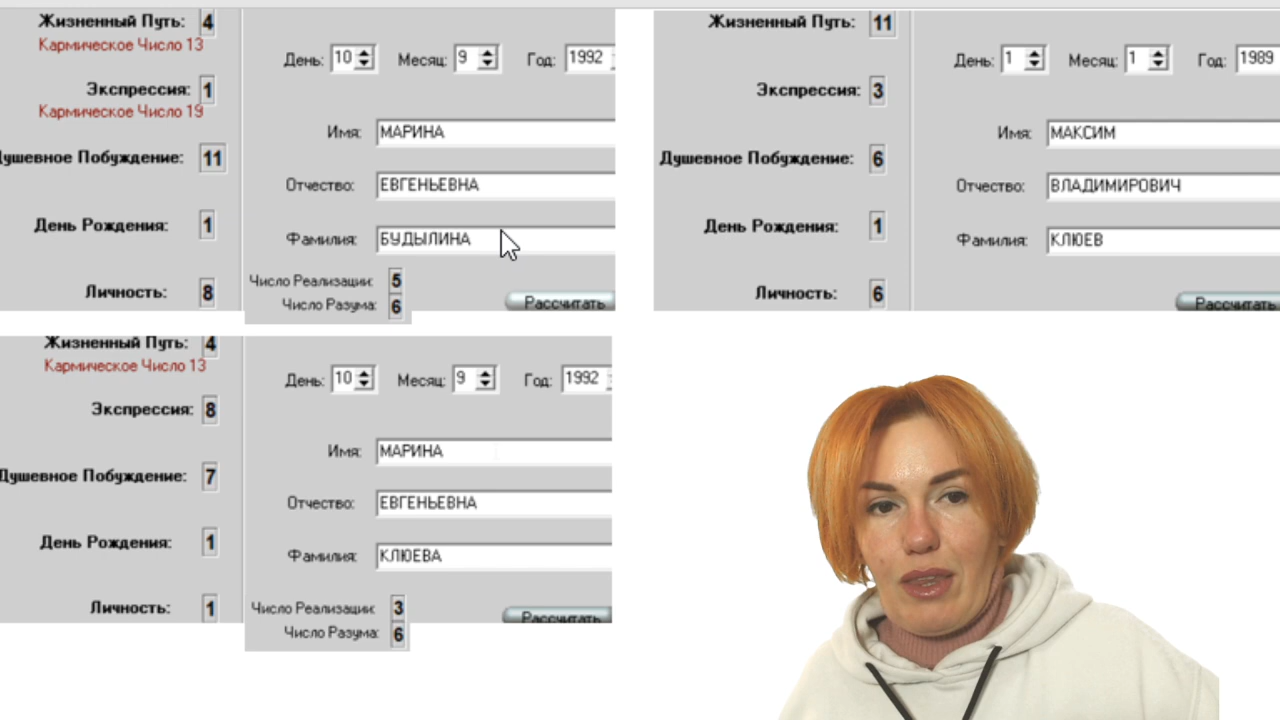 Жизненный Путь: 4
Кармическое Число 13
Экспрессия: 1
Кармическое Число 19
Душевное Побуждение: 11
День Рождения: 1
Личность: 8
День: 10 Месяц: 9 Год: 1992
Имя: МАРИНА
Отчество: ЕВГЕНЬЕВНА
Фамилия: БУДЫЛИНА
Число Реализации: 5
Число Разума: 6
Рассчитать
Жизненный Путь: 11
Экспрессия: 3
Душевное Побуждение: 6
День Рождения: 1
Личность: 6
День: 1 Месяц: 1 Год: 1989
Имя: МАКСИМ
Отчество: ВЛАДИМИРОВИЧ
Фамилия: КЛЮЕВ
Рассчитать
Жизненный Путь: 4
Кармическое Число 13
Экспрессия: 8
Душевное Побуждение: 7
День Рождения: 1
Личность: 1
День: 10 Месяц: 9 Год: 1992
Имя: МАРИНА
Отчество: ЕВГЕНЬЕВНА
Фамилия: КЛЮЕВА
Число Реализации: 3
Число Разума: 6
Рассчитать